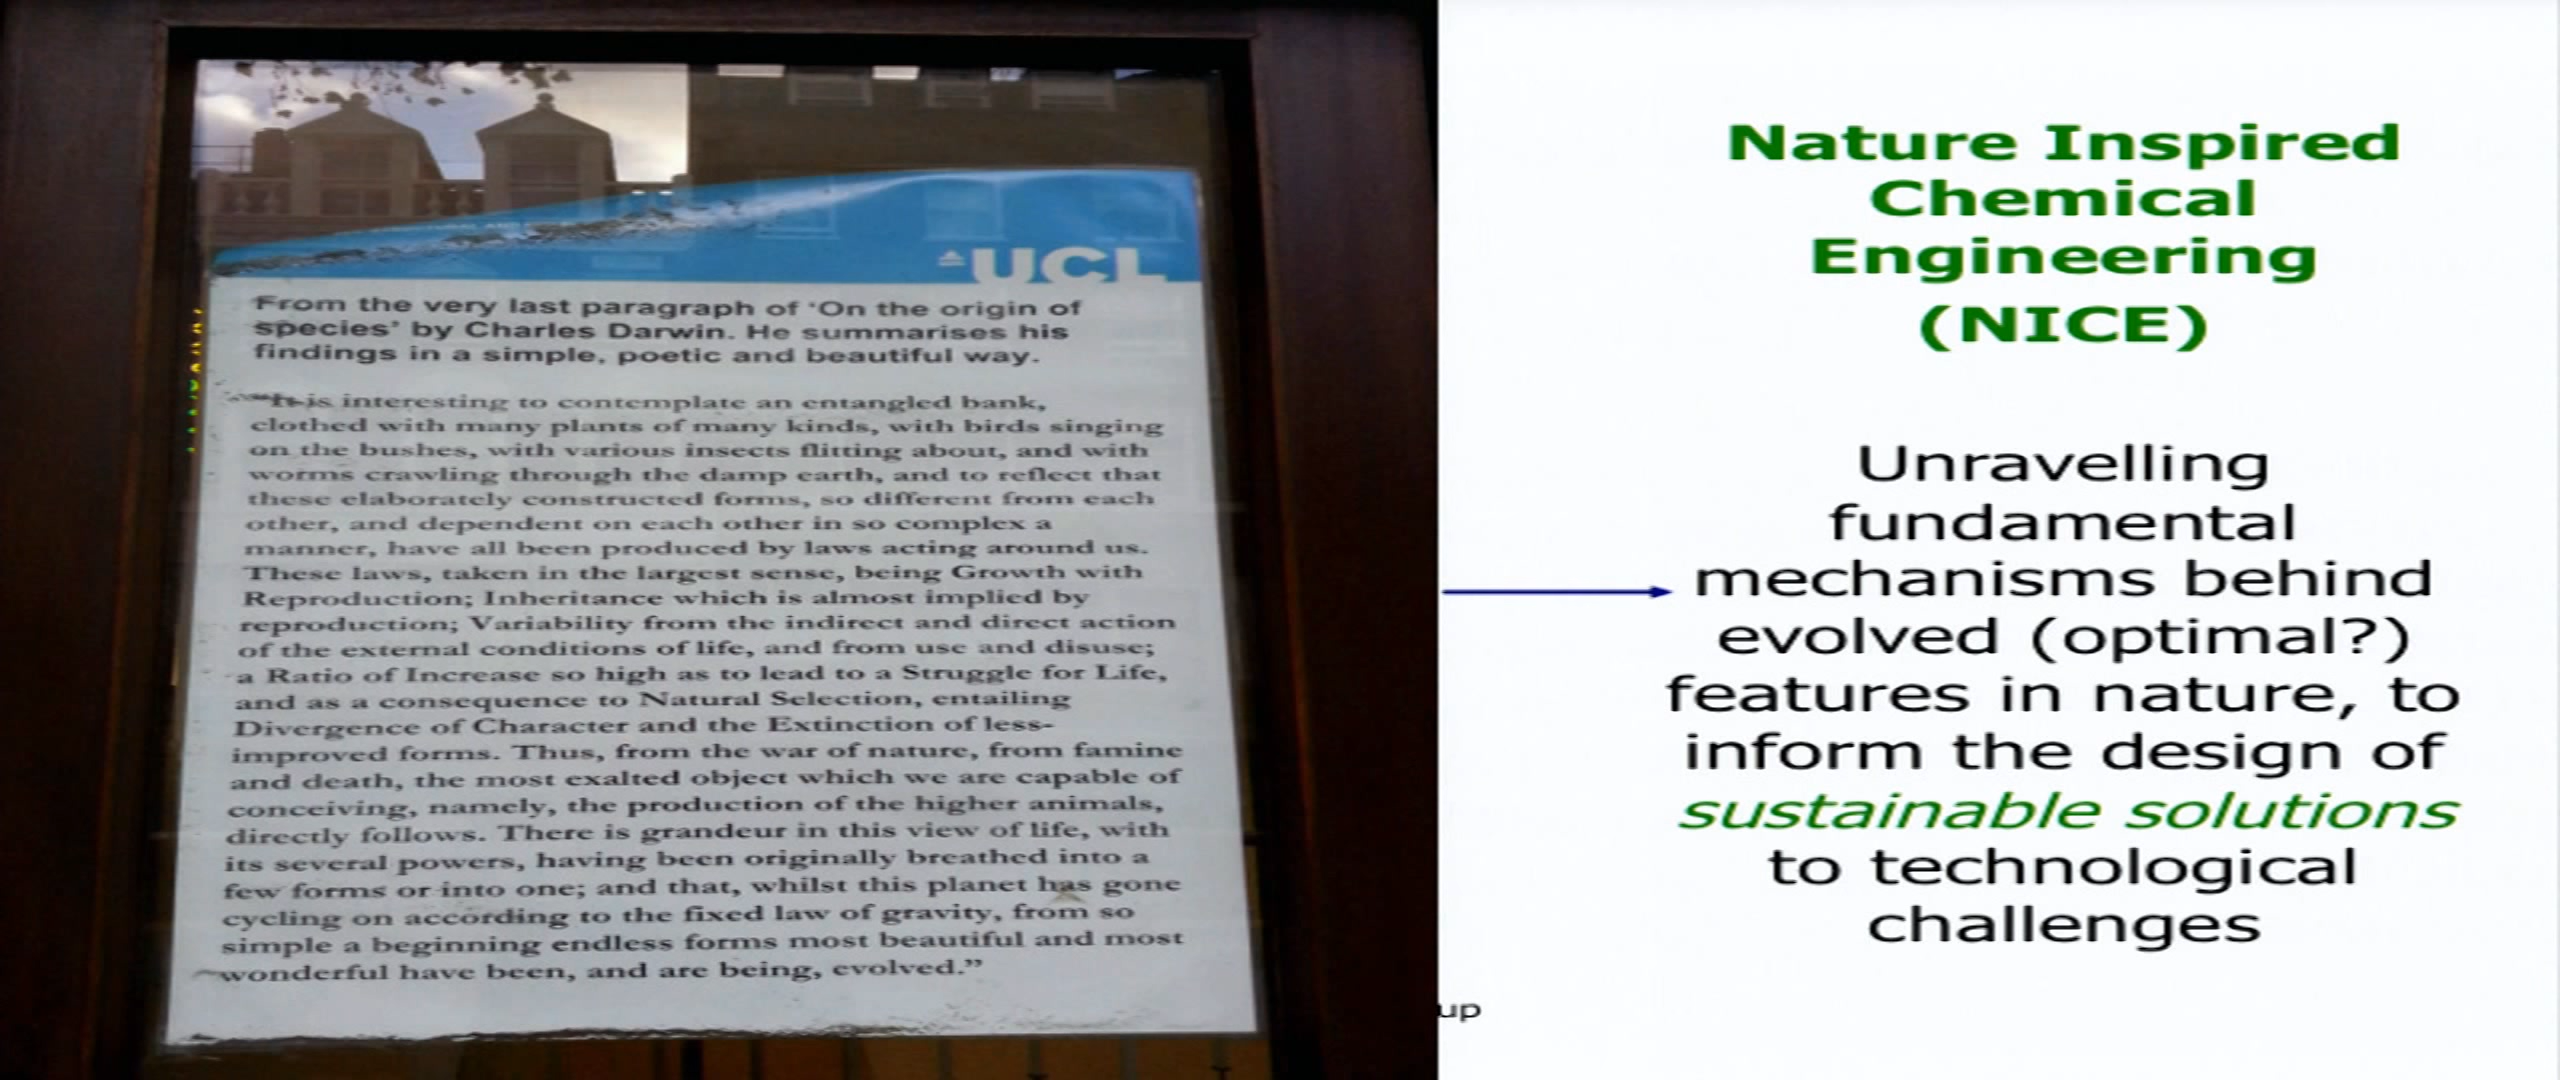 UCL
From the very last paragraph of ‘On the origin of
species’ by Charles Darwin. He summarises his
findings in a simple, poetic and beautiful way.
“It is interesting to contemplate an entangled bank,
clothed with many plants of many kinds, with birds singing
on the bushes, with various insects flitting about, and with
worms crawling through the damp earth, and to reflect that
these elaborately constructed forms, so different from each
other, and dependent on each other in so complex a
manner, have all been produced by laws acting around us.
These laws, taken in the largest sense, being Growth with
Reproduction; Inheritance which is almost implied by
reproduction; Variability from the indirect and direct action
of the external conditions of life, and from use and disuse;
a Ratio of Increase so high as to lead to a Struggle for Life,
and as a consequence to Natural Selection, entailing
Divergence of Character and the Extinction of less-
improved forms. Thus, from the war of nature, from famine
and death, the most exalted object which we are capable of
conceiving, namely, the production of the higher animals,
directly follows. There is grandeur in this view of life, with
its several powers, having been originally breathed into a
few forms or into one; and that, whilst this planet has gone
cycling on according to the fixed law of gravity, from so
simple a beginning endless forms most beautiful and most
wonderful have been, and are being, evolved.”
Nature Inspired
Chemical
Engineering
(NICE)
Unravelling
fundamental
mechanisms behind
evolved (optimal?)
features in nature, to
inform the design of
sustainable solutions
to technological
challenges
up